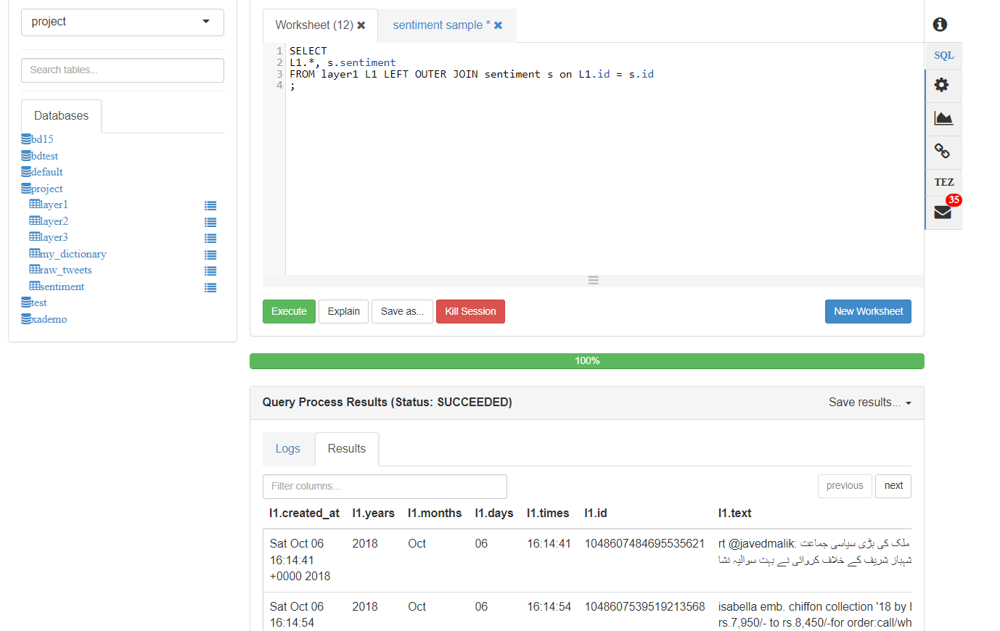 project
Search tables...
Databases
bd15
bdtest
default
project
layer1
layer2
layer3
my_dictionary
raw_tweets
sentiment
test
xademo
Worksheet (12) sentiment sample *
1 SELECT
2 L1.*, s.sentiment
3 FROM layer1 L1 LEFT OUTER JOIN sentiment s on L1.id = s.id
4 ;
Execute Explain Save as... Kill Session New Worksheet
SQL
TEZ
35
100%
Query Process Results (Status: SUCCEEDED) Save results...
Logs Results
Filter columns... previous next
l1.created_at l1.years l1.months l1.days l1.times l1.id l1.text
Sat Oct 06 2018 Oct 06 16:14:41 1048607484695535621 rt @javedmalik: ملک کی بڑی سیاسی جماعت
16:14:41 شہباز شریف کے خلاف کروائی نے بہت سوالیہ نشا
+0000 2018
Sat Oct 06 2018 Oct 06 16:14:54 1048607539519213568 isabella emb. chiffon collection '18 by
16:14:54 rs.7,950/- to rs.8,450/-for order:call/wh